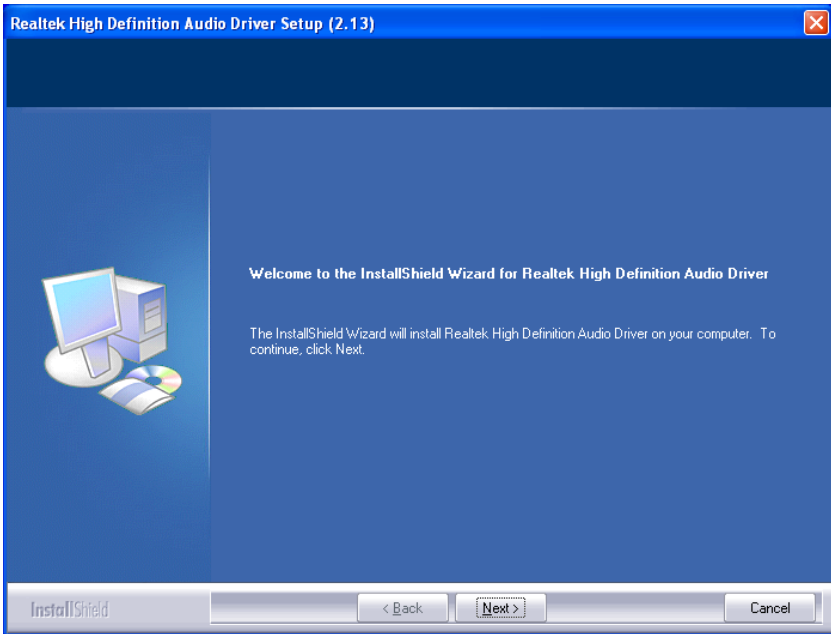 Realtek High Definition Audio Driver Setup (2.13)
Welcome to the InstallShield Wizard for Realtek High Definition Audio Driver
The InstallShield Wizard will install Realtek High Definition Audio Driver on your computer. To
continue, click Next.
InstallShield
< Back
Next >
Cancel